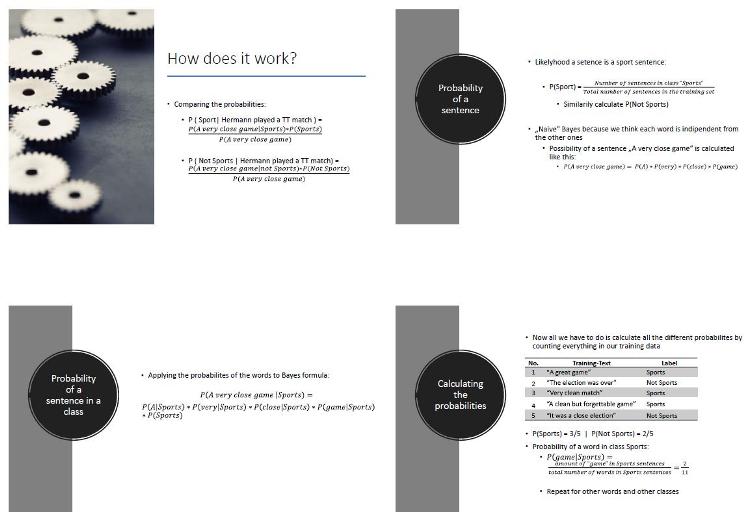 How does it work?
• Comparing the probabilities:
• P ( Sport| Hermann played a TT match ) =
P(A very close game|Sports)∗P(Sports)
P(A very close game)
• P ( Not Sports | Hermann played a TT match) =
P(A very close game|not Sports)∗P(Not Sports)
P(A very close game)
Probability
of a
sentence
• Likelyhood a setence is a sport sentence:
• P(Sport) = Number of sentences in class "Sports"
Total number of sentences in the training set
• Similarily calculate P(Not Sports)
• „Naive" Bayes because we think each word is indipendent from
the other ones
• Possibility of a sentence „A very close game" is calculated
like this:
• P(A very close game) = P(A) ∗ P(very) ∗ P(close) ∗ P(game)
Probability
of a
sentence in a
class
• Applying the probabilites of the words to Bayes formula:
P(A very close game |Sports) =
P(A|Sports) ∗ P(very|Sports) ∗ P(close|Sports) ∗ P(game|Sports)
∗ P(Sports)
Calculating
the
probabilities
• Now all we have to do is calculate all the different probabilites by
counting everything in our training data
No. Training-Text Label
1 "A great game" Sports
2 "The election was over" Not Sports
3 "Very clean match" Sports
4 "A clean but forgettable game" Sports
5 "It was a close election" Not Sports
• P(Sports) = 3/5 | P(Not Sports) = 2/5
• Probability of a word in class Sports:
• P(game|Sports) =
amount of "game" in Sports sentences = 2
total number of words in Sports sentences 11
• Repeat for other words and other classes